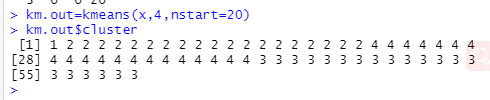 > km.out=kmeans(x,4,nstart=20)
> km.out$cluster
[1] 1 2 2 2 2 2 2 2 2 2 2 2 2 2 2 2 2 2 2 2 4 4 4 4 4 4 4
[28] 4 4 4 4 4 4 4 4 4 4 4 4 4 3 3 3 3 3 3 3 3 3 3 3 3 3 3
[55] 3 3 3 3 3 3
>